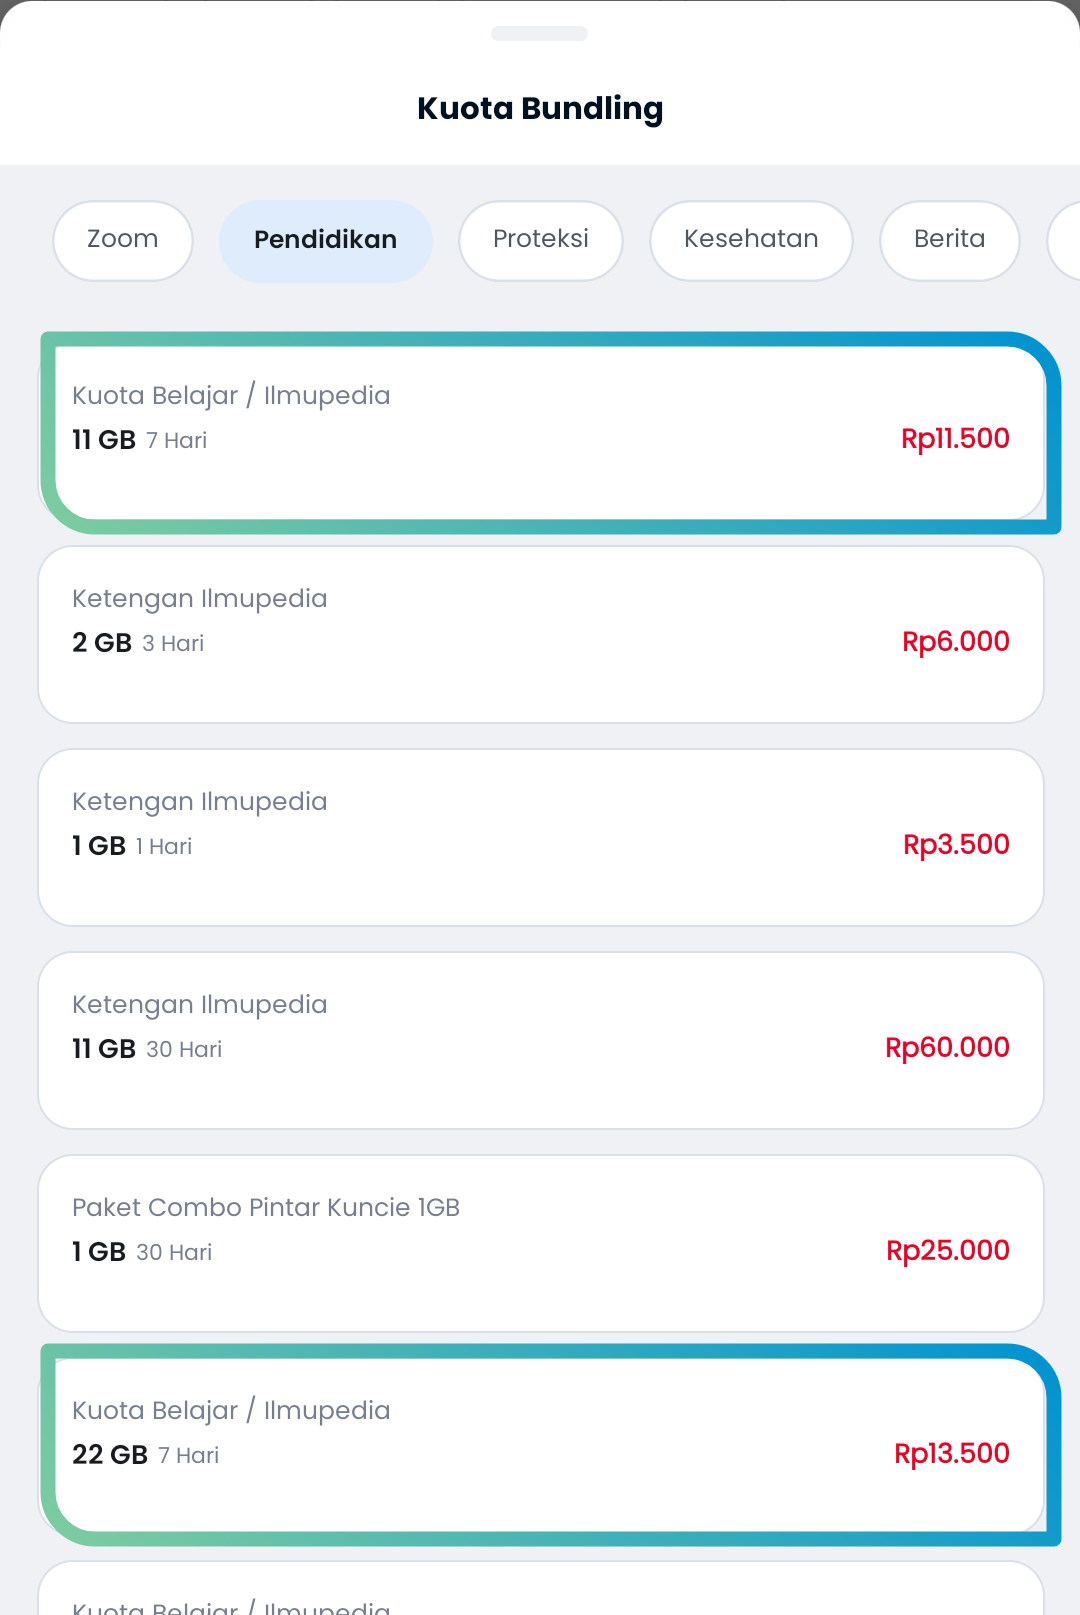 Kuota Bundling
Zoom Pendidikan Proteksi Kesehatan Berita
Kuota Belajar / Ilmupedia
11 GB 7 Hari Rp11.500
Ketengan Ilmupedia
2 GB 3 Hari Rp6.000
Ketengan Ilmupedia
1 GB 1 Hari Rp3.500
Ketengan Ilmupedia
11 GB 30 Hari Rp60.000
Paket Combo Pintar Kuncie 1GB
1 GB 30 Hari Rp25.000
Kuota Belajar / Ilmupedia
22 GB 7 Hari Rp13.500
Kuota Belajar / Ilmupedia